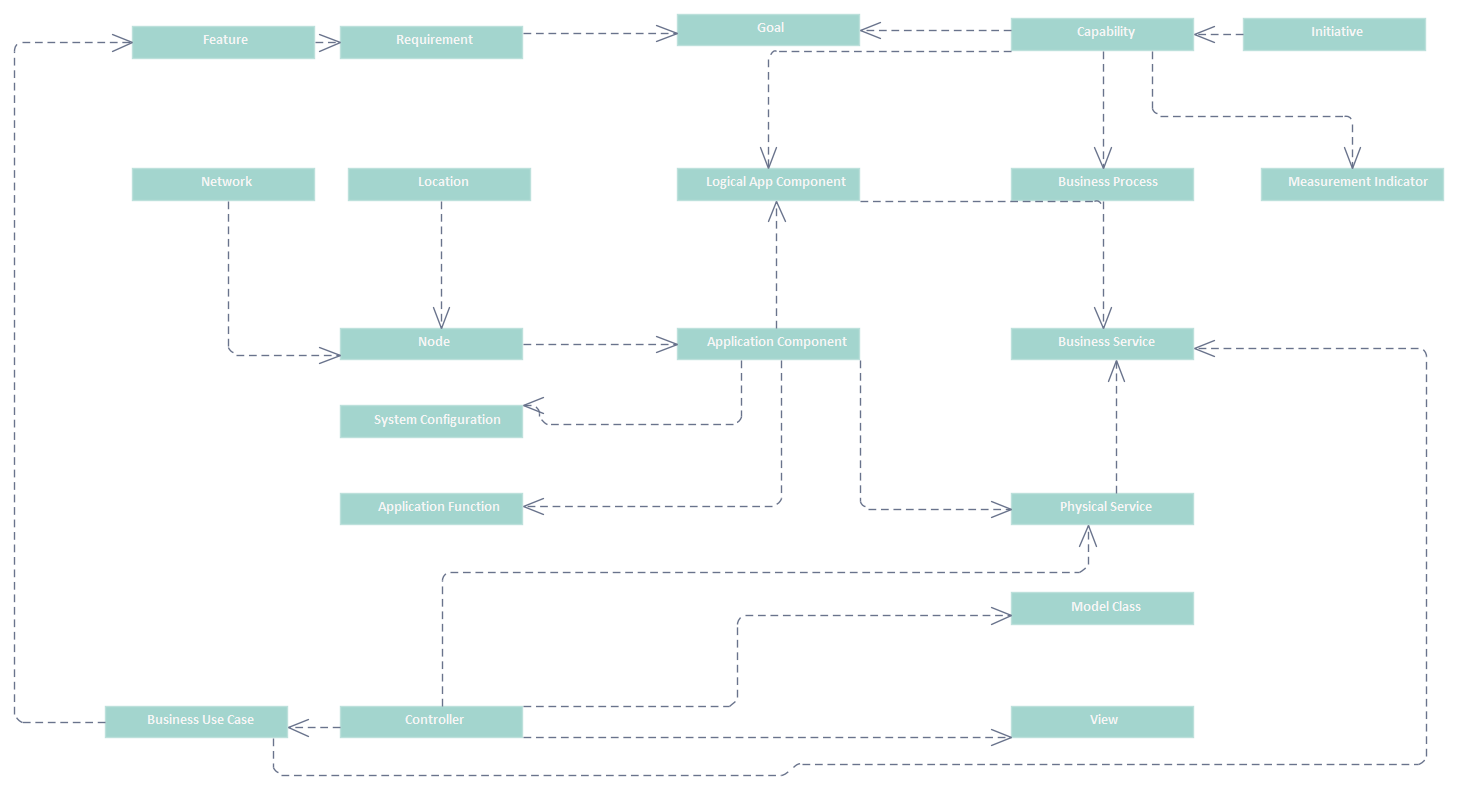 Feature
Requirement
Goal
Capability
Initiative
Network
Location
Logical App Component
Business Process
Measurement Indicator
Node
Application Component
Business Service
System Configuration
Application Function
Physical Service
Model Class
Business Use Case
Controller
View